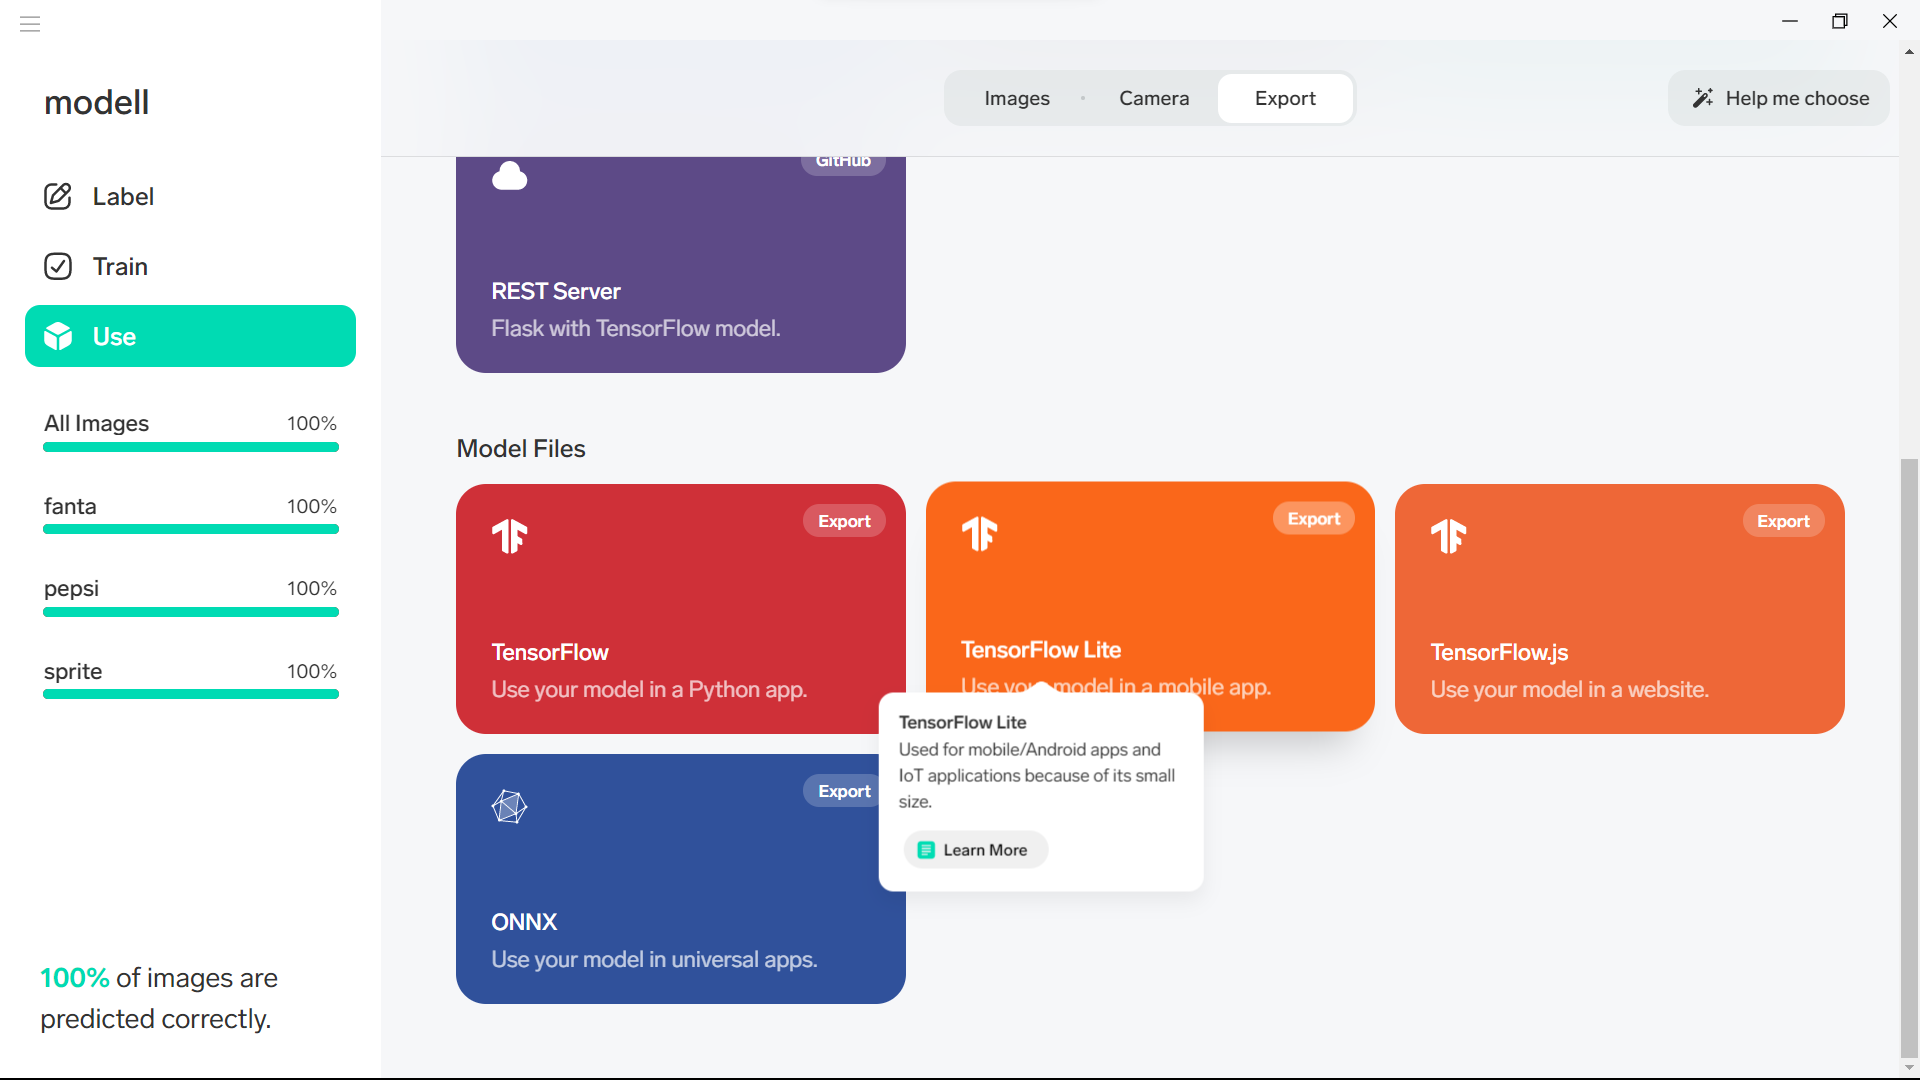 modell
Label
Train
Use
All Images 100%
fanta 100%
pepsi 100%
sprite 100%
100% of images are
predicted correctly.
Images · Camera Export
Help me choose
GitHub
REST Server
Flask with TensorFlow model.
Model Files
Export
TensorFlow
Use your model in a Python app.
Export
TensorFlow Lite
Use your model in a mobile app.
Export
TensorFlow.js
Use your model in a website.
TensorFlow Lite
Used for mobile/Android apps and
IoT applications because of its small
size.
Learn More
Export
ONNX
Use your model in universal apps.